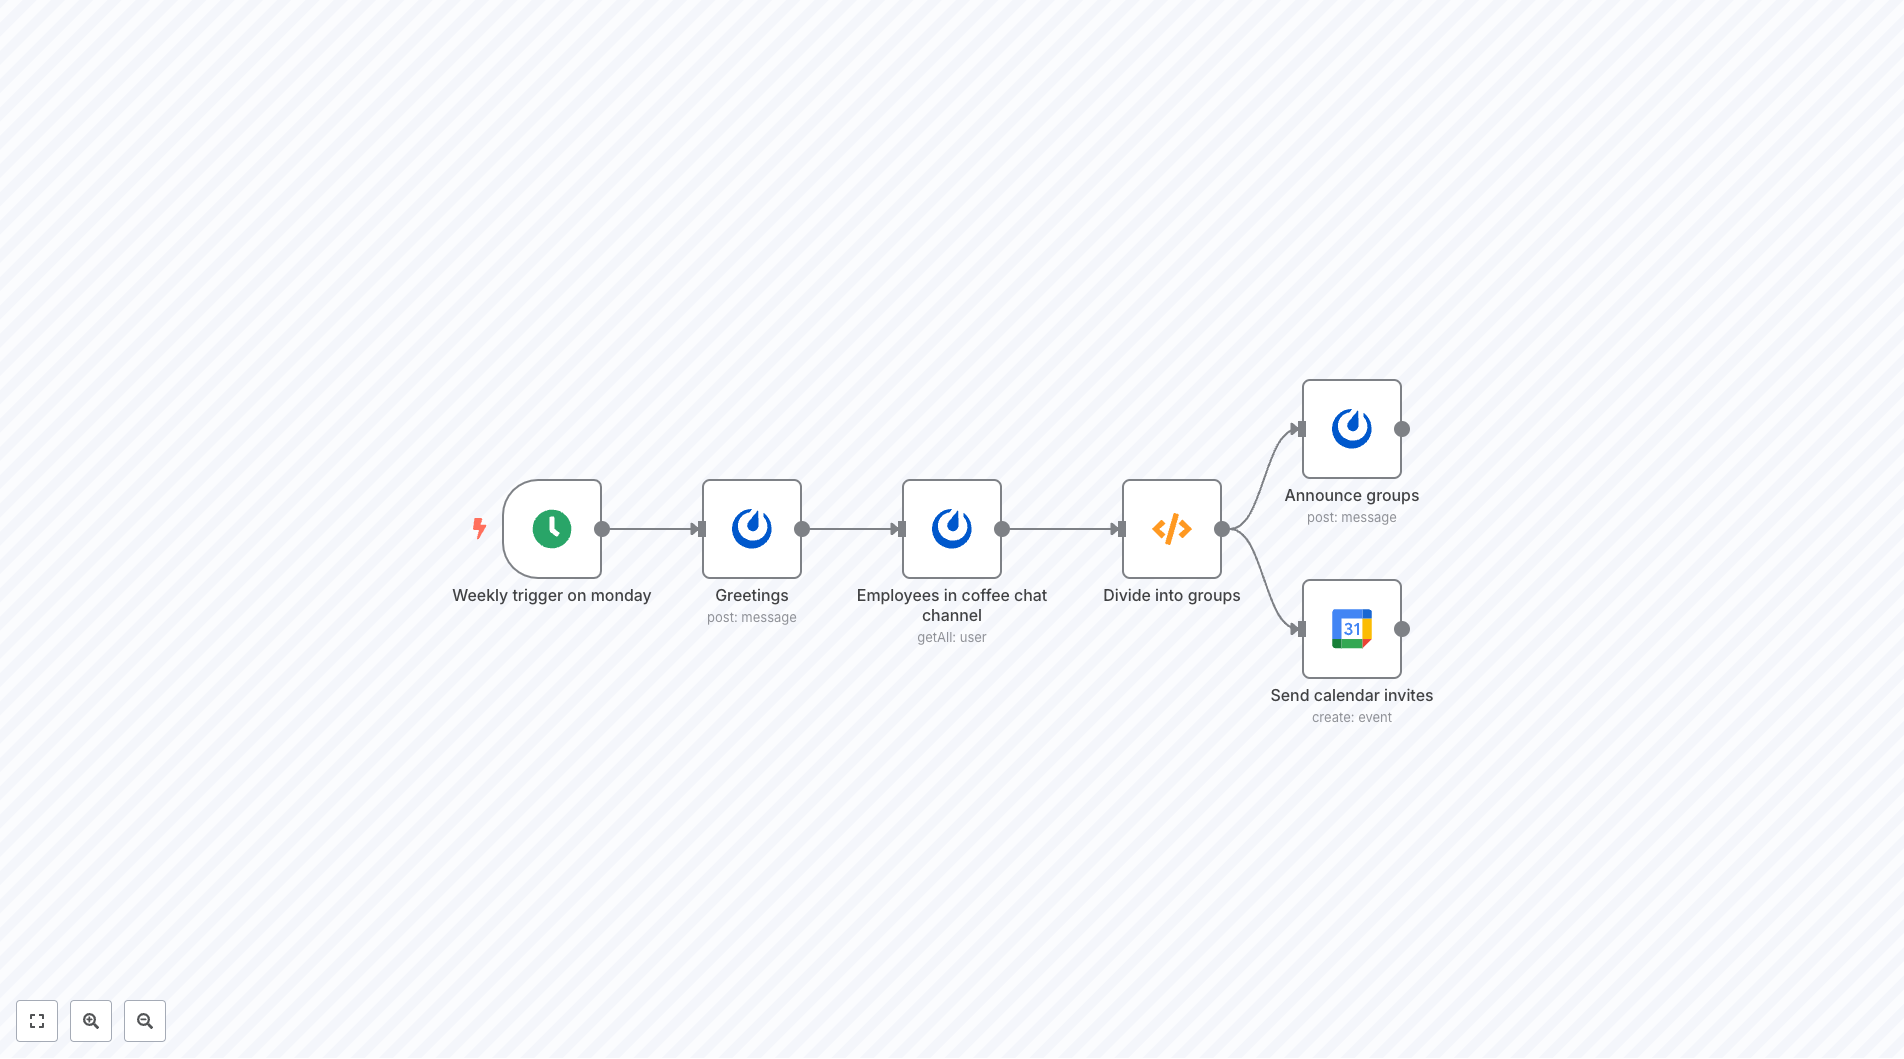 Weekly trigger on monday
Greetings
post: message
Employees in coffee chat
channel
getAll: user
Divide into groups
Announce groups
post: message
31
Send calendar invites
create: event